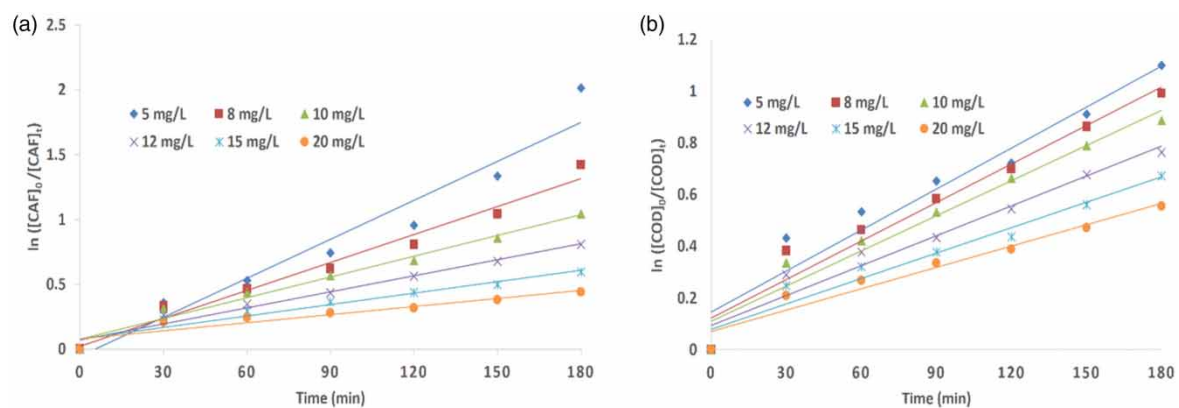 (a)
2.5
2
1.5
1
0.5
0
0 30 60 90 120 150 180
Time (min)
ln ([CAF]₀/[CAF]ₜ)
5 mg/L 8 mg/L 10 mg/L
12 mg/L 15 mg/L 20 mg/L
(b)
1.2
1
0.8
0.6
0.4
0.2
0
0 30 60 90 120 150 180
Time (min)
ln ([COD]₀/[COD]ₜ)
5 mg/L 8 mg/L 10 mg/L
12 mg/L 15 mg/L 20 mg/L